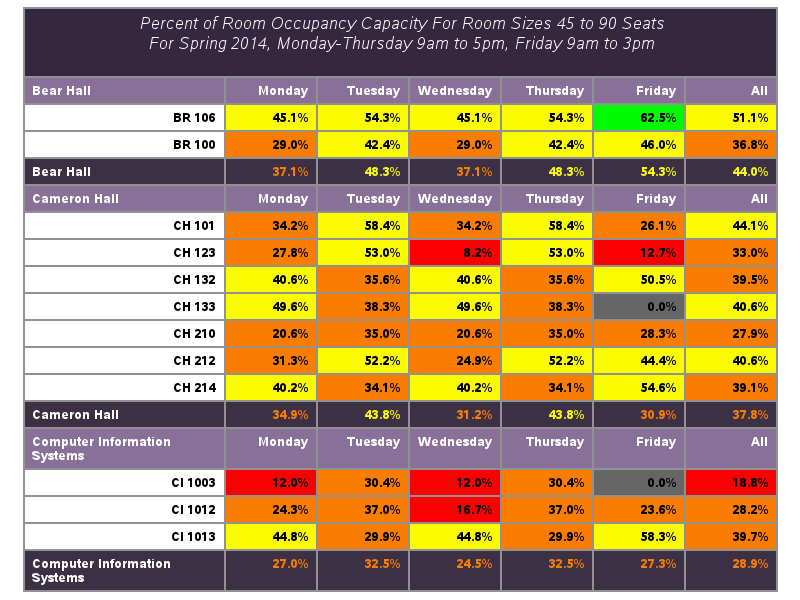 Percent of Room Occupancy Capacity For Room Sizes 45 to 90 Seats
For Spring 2014, Monday-Thursday 9am to 5pm, Friday 9am to 3pm
Bear Hall Monday Tuesday Wednesday Thursday Friday All
BR 106 45.1% 54.3% 45.1% 54.3% 62.5% 51.1%
BR 100 29.0% 42.4% 29.0% 42.4% 46.0% 36.8%
Bear Hall 37.1% 48.3% 37.1% 48.3% 54.3% 44.0%
Cameron Hall Monday Tuesday Wednesday Thursday Friday All
CH 101 34.2% 58.4% 34.2% 58.4% 26.1% 44.1%
CH 123 27.8% 53.0% 8.2% 53.0% 12.7% 33.0%
CH 132 40.6% 35.6% 40.6% 35.6% 50.5% 39.5%
CH 133 49.6% 38.3% 49.6% 38.3% 0.0% 40.6%
CH 210 20.6% 35.0% 20.6% 35.0% 28.3% 27.9%
CH 212 31.3% 52.2% 24.9% 52.2% 44.4% 40.6%
CH 214 40.2% 34.1% 40.2% 34.1% 54.6% 39.1%
Cameron Hall 34.9% 43.8% 31.2% 43.8% 30.9% 37.8%
Computer Information Monday Tuesday Wednesday Thursday Friday All
Systems
CI 1003 12.0% 30.4% 12.0% 30.4% 0.0% 18.8%
CI 1012 24.3% 37.0% 16.7% 37.0% 23.6% 28.2%
CI 1013 44.8% 29.9% 44.8% 29.9% 58.3% 39.7%
Computer Information 27.0% 32.5% 24.5% 32.5% 27.3% 28.9%
Systems